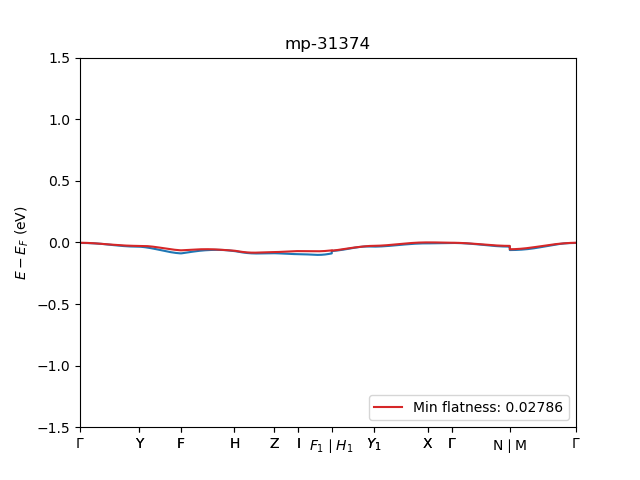 mp-31374
1.5
1.0
0.5
0.0
−0.5
−1.0
−1.5
E − E_F (eV)
Min flatness: 0.02786
Γ Y F H Z I F₁ | H₁ Y₁ X Γ N | M Γ